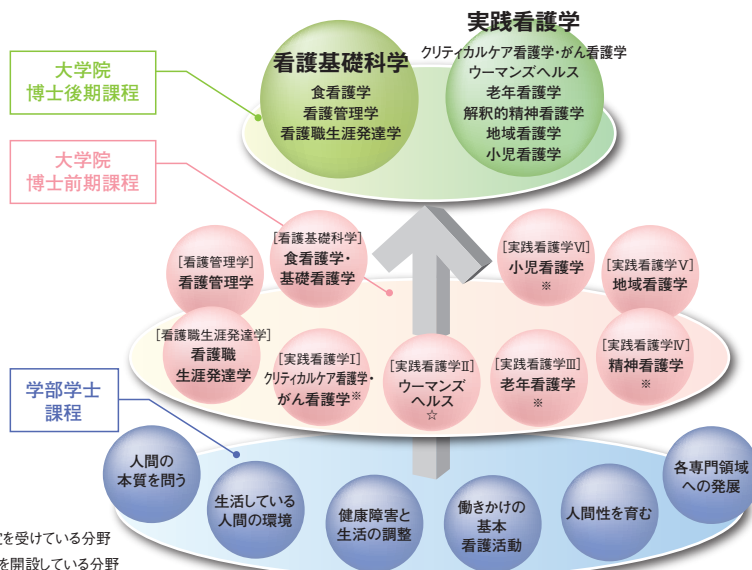 大学院
博士後期課程
看護基礎科学
食看護学
看護管理学
看護職生涯発達学
実践看護学
クリティカルケア看護学・がん看護学
ウーマンズヘルス
老年看護学
解釈的精神看護学
地域看護学
小児看護学
大学院
博士前期課程
[看護管理学]
看護管理学
[看護基礎科学]
食看護学・
基礎看護学
[実践看護学Ⅵ]
小児看護学
※
[実践看護学Ⅴ]
地域看護学
[看護職生涯発達学]
看護職
生涯発達学
[実践看護学Ⅰ]
クリティカルケア看護学・
がん看護学※
[実践看護学Ⅱ]
ウーマンズ
ヘルス
☆
[実践看護学Ⅲ]
老年看護学
※
[実践看護学Ⅳ]
精神看護学
※
学部学士
課程
人間の
本質を問う
生活している
人間の環境
健康障害と
生活の調整
働きかけの
基本
看護活動
人間性を育む
各専門領域
への発展
を受けている分野
を開設している分野